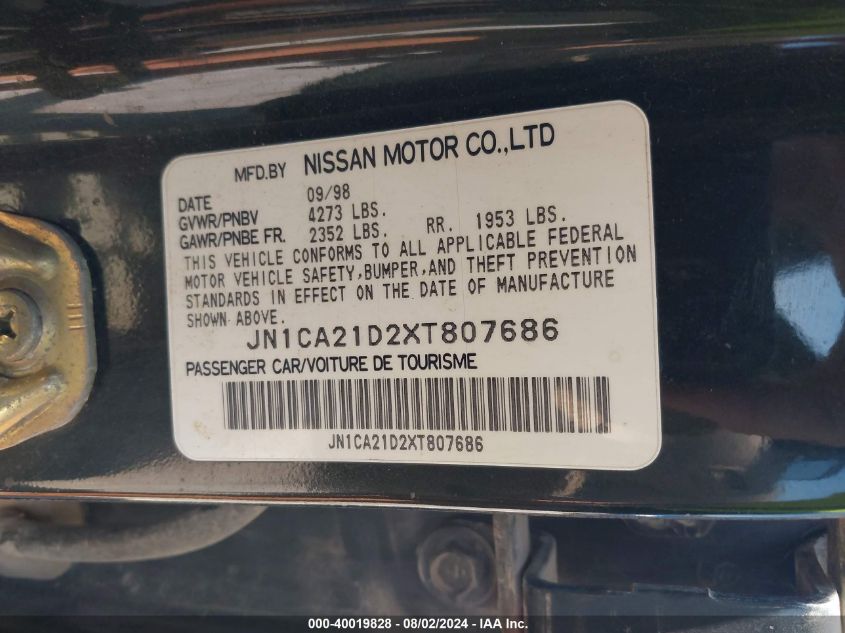 MFD.BY NISSAN MOTOR CO.,LTD
DATE 09/98
GVWR/PNBV 4273 LBS.
GAWR/PNBE FR. 2352 LBS. RR. 1953 LBS.
THIS VEHICLE CONFORMS TO ALL APPLICABLE FEDERAL
MOTOR VEHICLE SAFETY,BUMPER,AND THEFT PREVENTION
STANDARDS IN EFFECT ON THE DATE OF MANUFACTURE
SHOWN ABOVE.
JN1CA21D2XT807686
PASSENGER CAR/VOITURE DE TOURISME
JN1CA21D2XT807686
000-40019828 - 08/02/2024 - IAA Inc.